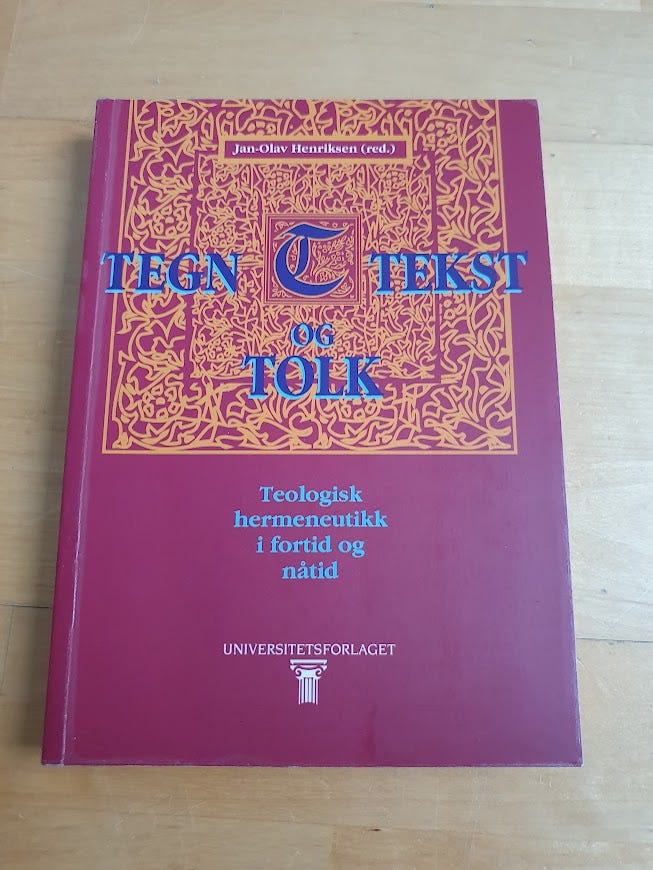 Jan-Olav Henriksen (red.)
TEGN T TEKST
OG
TOLK
Teologisk
hermeneutikk
i fortid og
nåtid
UNIVERSITETSFORLAGET